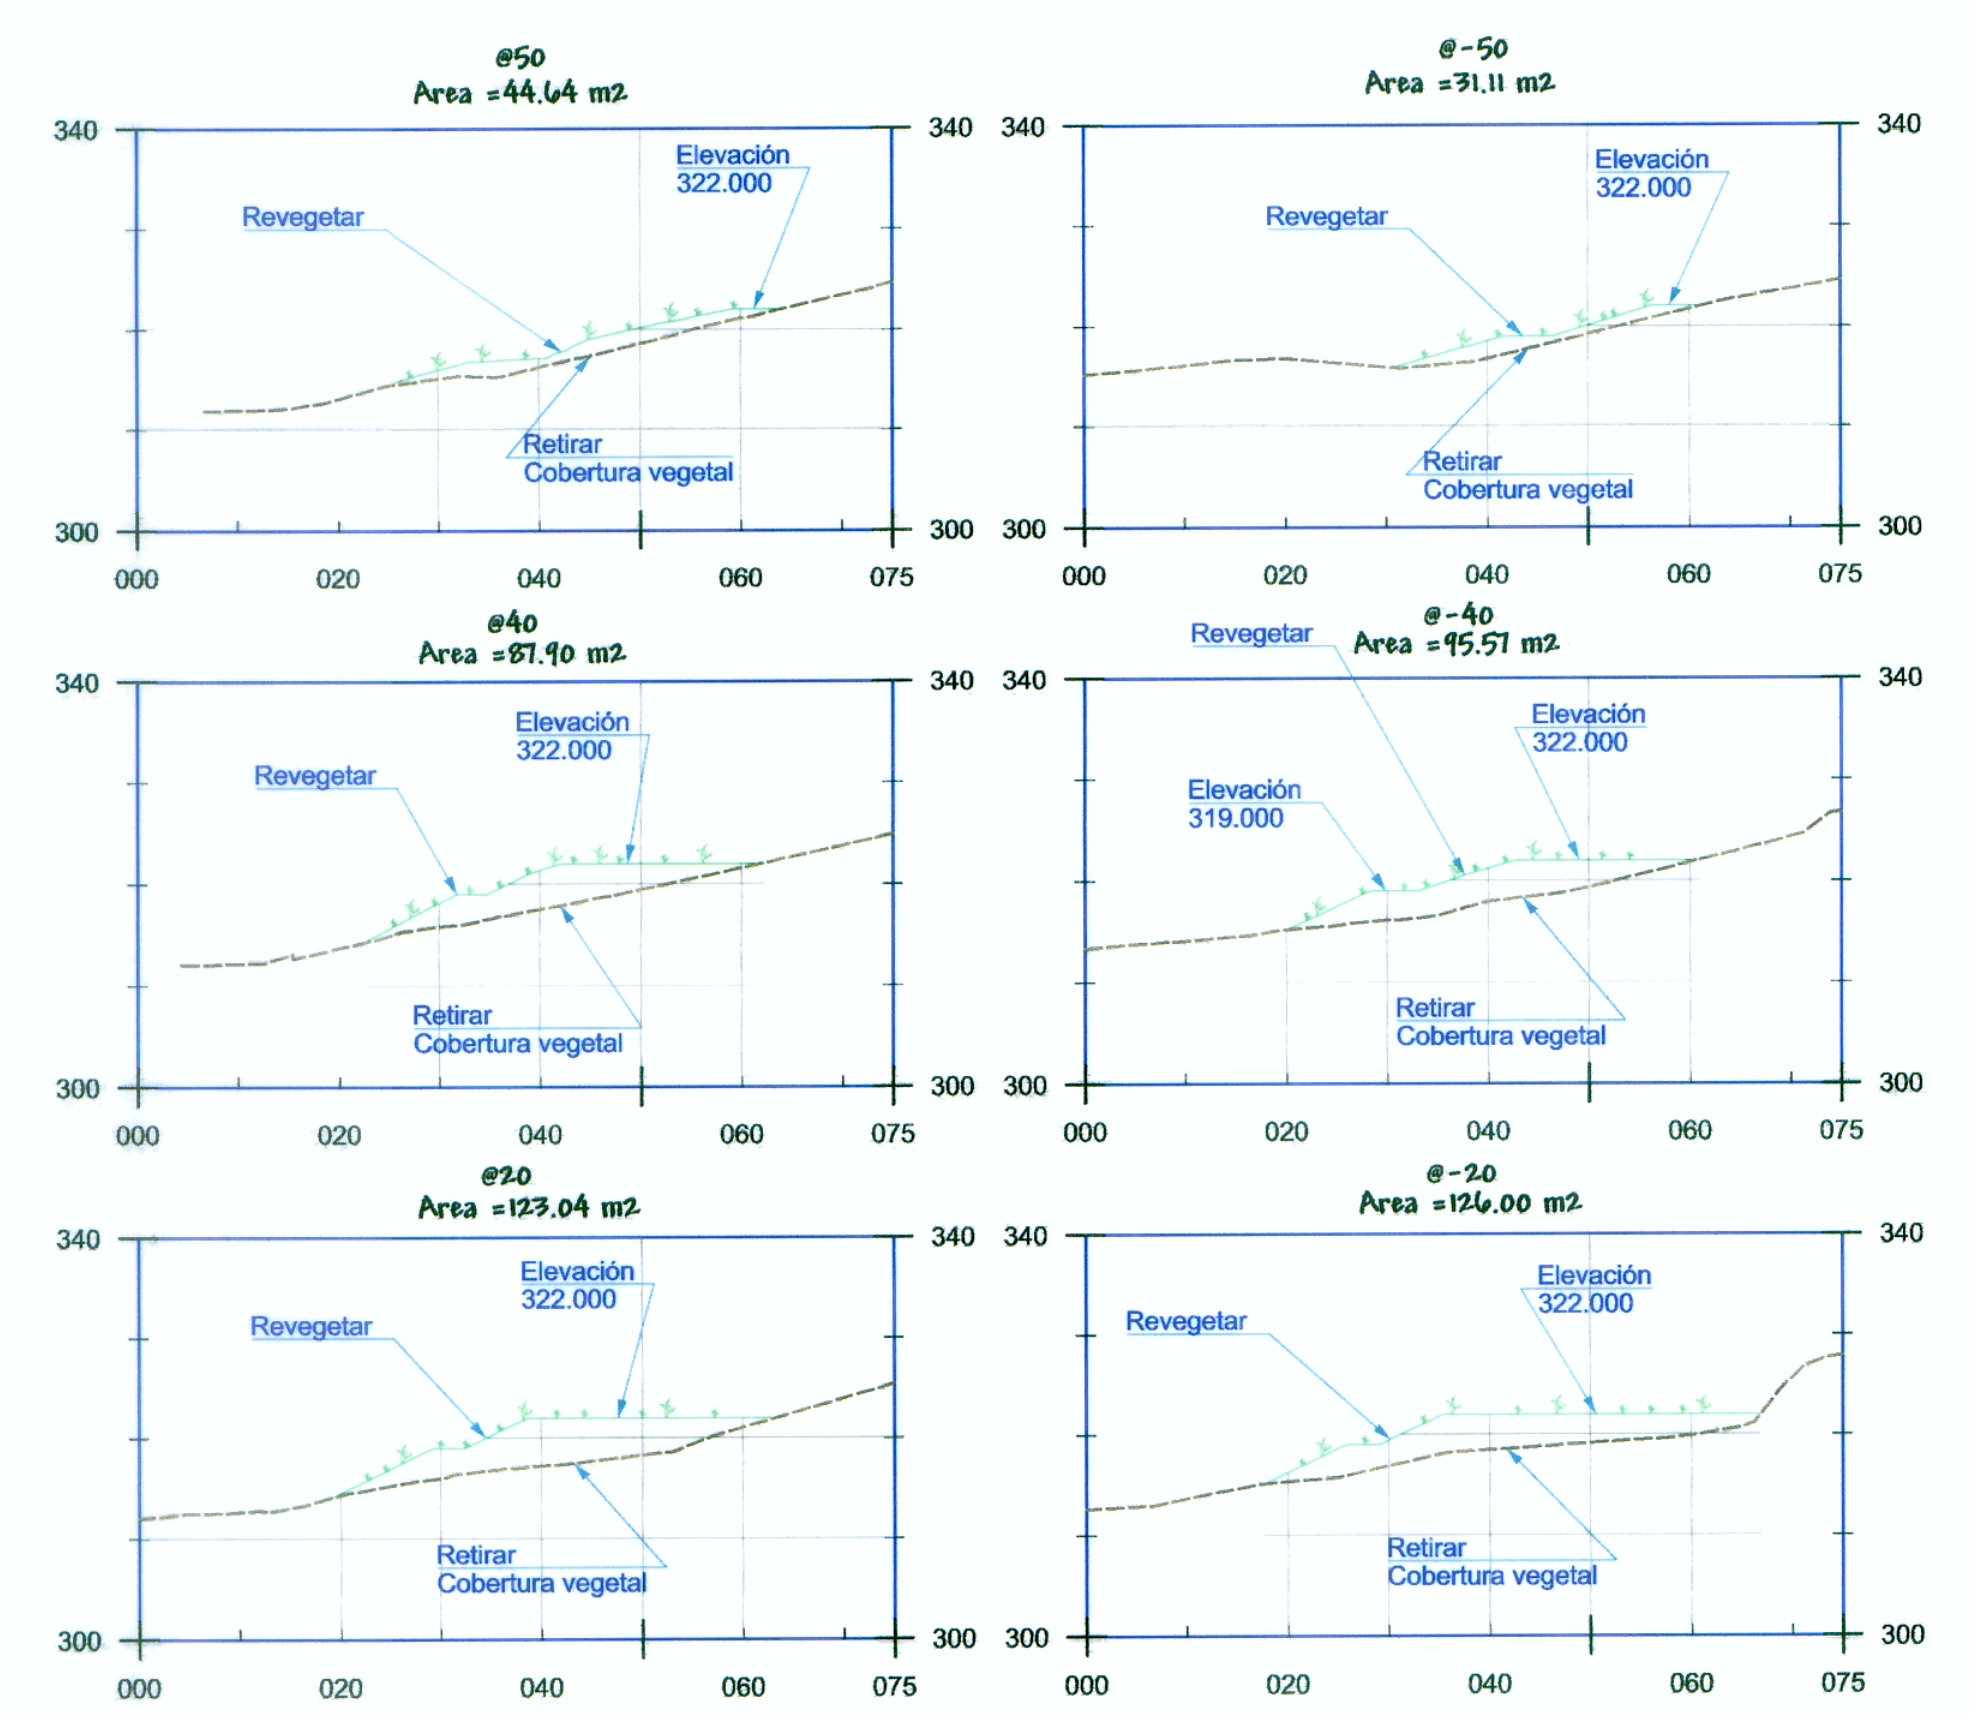 @50
Area =44.64 m2
340
340
Elevación
322.000
Revegetar
Retirar
Cobertura vegetal
300
300
000
020
040
060
075
@-50
Area =31.11 m2
340
340
Elevación
322.000
Revegetar
Retirar
Cobertura vegetal
300
300
000
020
040
060
075
@40
Area =87.90 m2
340
340
Elevación
322.000
Revegetar
Retirar
Cobertura vegetal
300
300
000
020
040
060
075
@-40
Area =95.57 m2
Revegetar
340
340
Elevación
322.000
Elevación
319.000
Retirar
Cobertura vegetal
300
300
000
020
040
060
075
@20
Area =123.04 m2
340
340
Elevación
322.000
Revegetar
Retirar
Cobertura vegetal
300
300
000
020
040
060
075
@-20
Area =126.00 m2
340
340
Elevación
322.000
Revegetar
Retirar
Cobertura vegetal
300
300
000
020
040
060
075